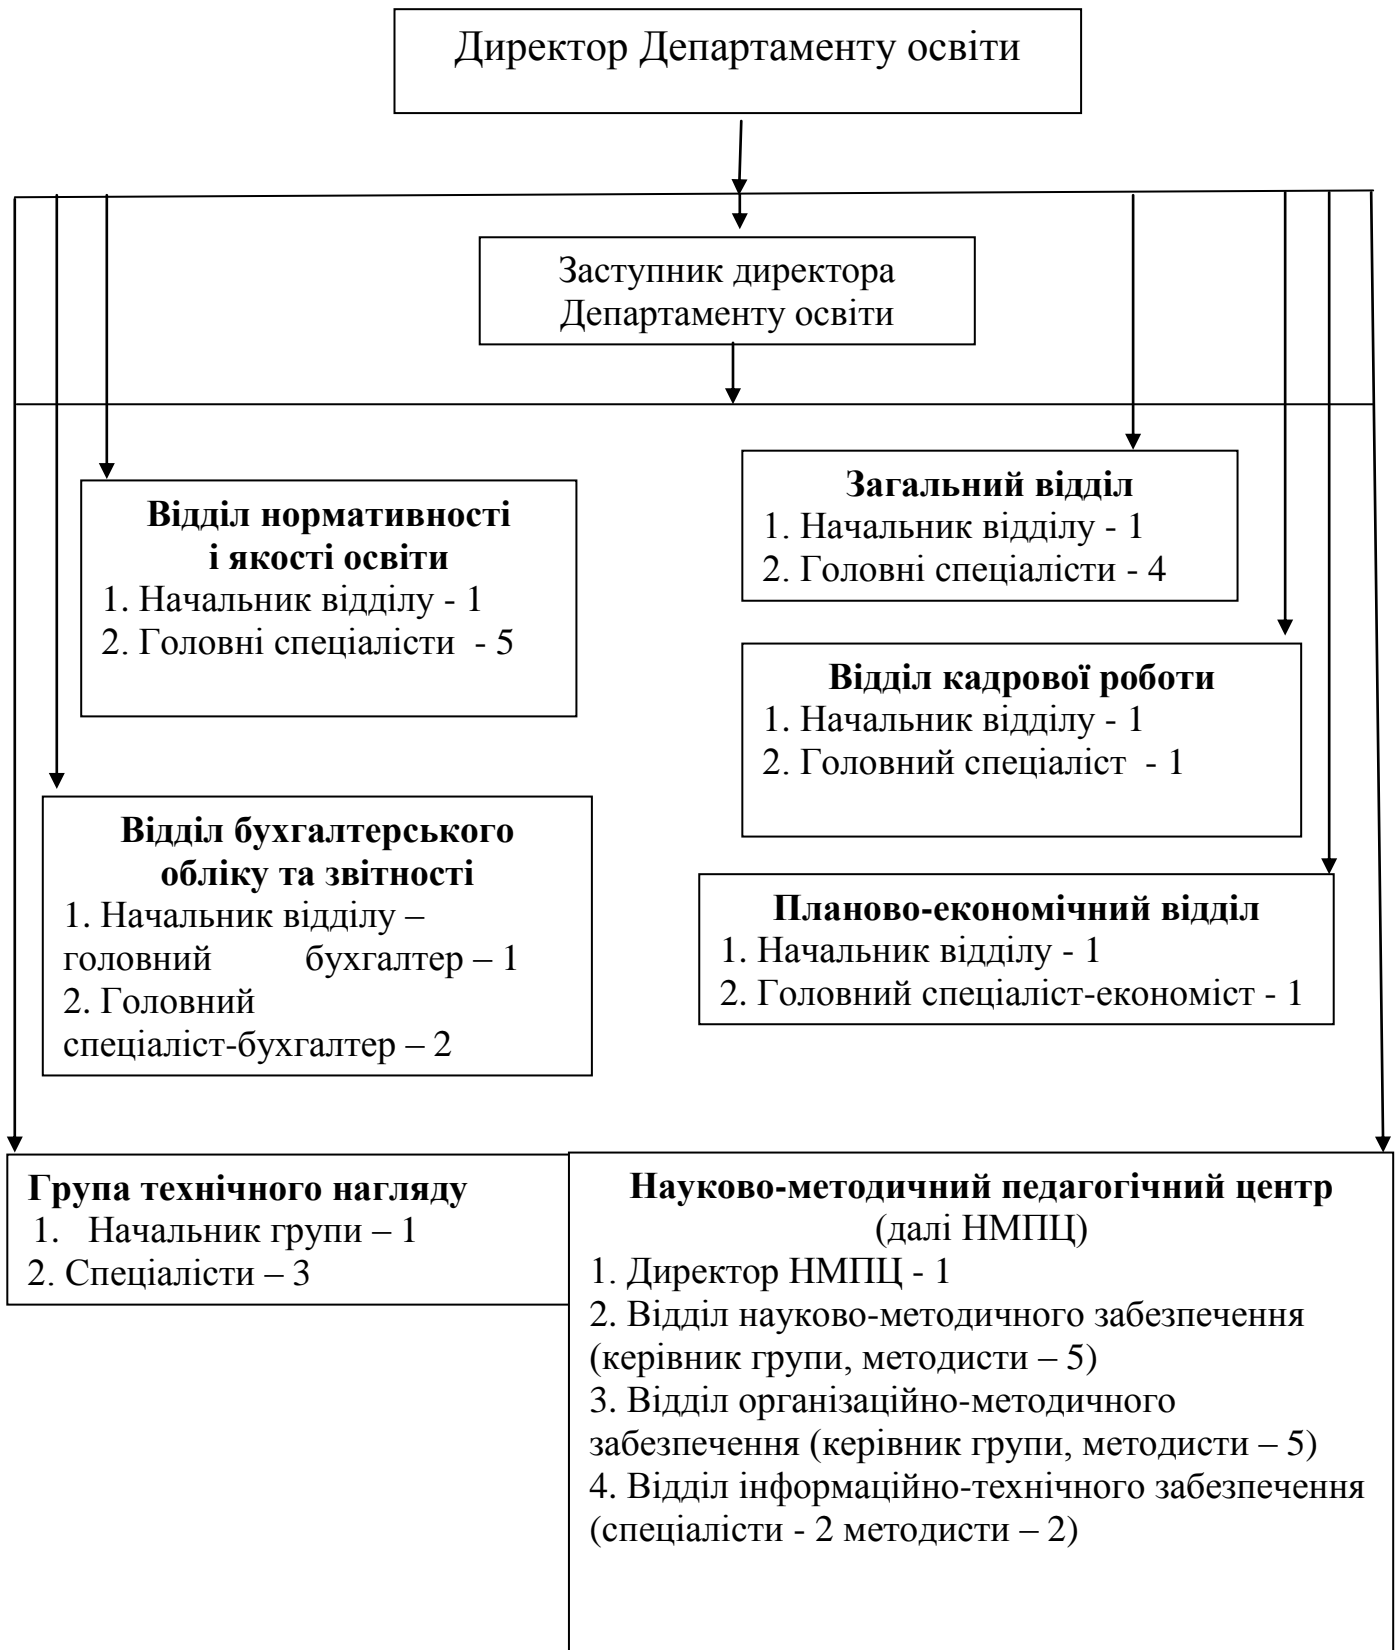 Директор Департаменту освіти
Заступник директора
Департаменту освіти
Відділ нормативності
і якості освіти
1. Начальник відділу - 1
2. Головні спеціалісти - 5
Загальний відділ
1. Начальник відділу - 1
2. Головні спеціалісти - 4
Відділ кадрової роботи
1. Начальник відділу - 1
2. Головний спеціаліст - 1
Відділ бухгалтерського
обліку та звітності
1. Начальник відділу –
головний бухгалтер – 1
2. Головний
спеціаліст-бухгалтер – 2
Планово-економічний відділ
1. Начальник відділу - 1
2. Головний спеціаліст-економіст - 1
Група технічного нагляду
1. Начальник групи – 1
2. Спеціалісти – 3
Науково-методичний педагогічний центр
(далі НМПЦ)
1. Директор НМПЦ - 1
2. Відділ науково-методичного забезпечення
(керівник групи, методисти – 5)
3. Відділ організаційно-методичного
забезпечення (керівник групи, методисти – 5)
4. Відділ інформаційно-технічного забезпечення
(спеціалісти - 2 методисти – 2)